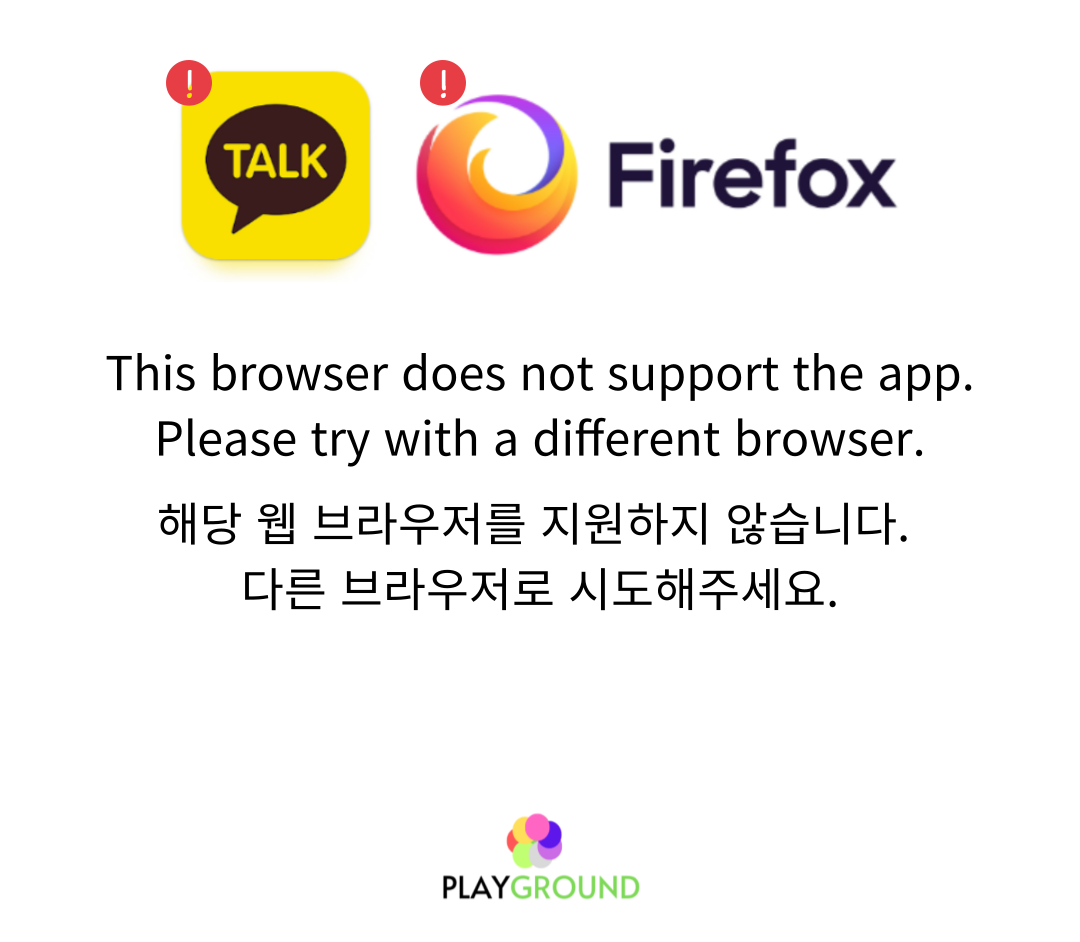 TALK
Firefox
This browser does not support the app.
Please try with a different browser.
해당 웹 브라우저를 지원하지 않습니다.
다른 브라우저로 시도해주세요.
PLAYGROUND